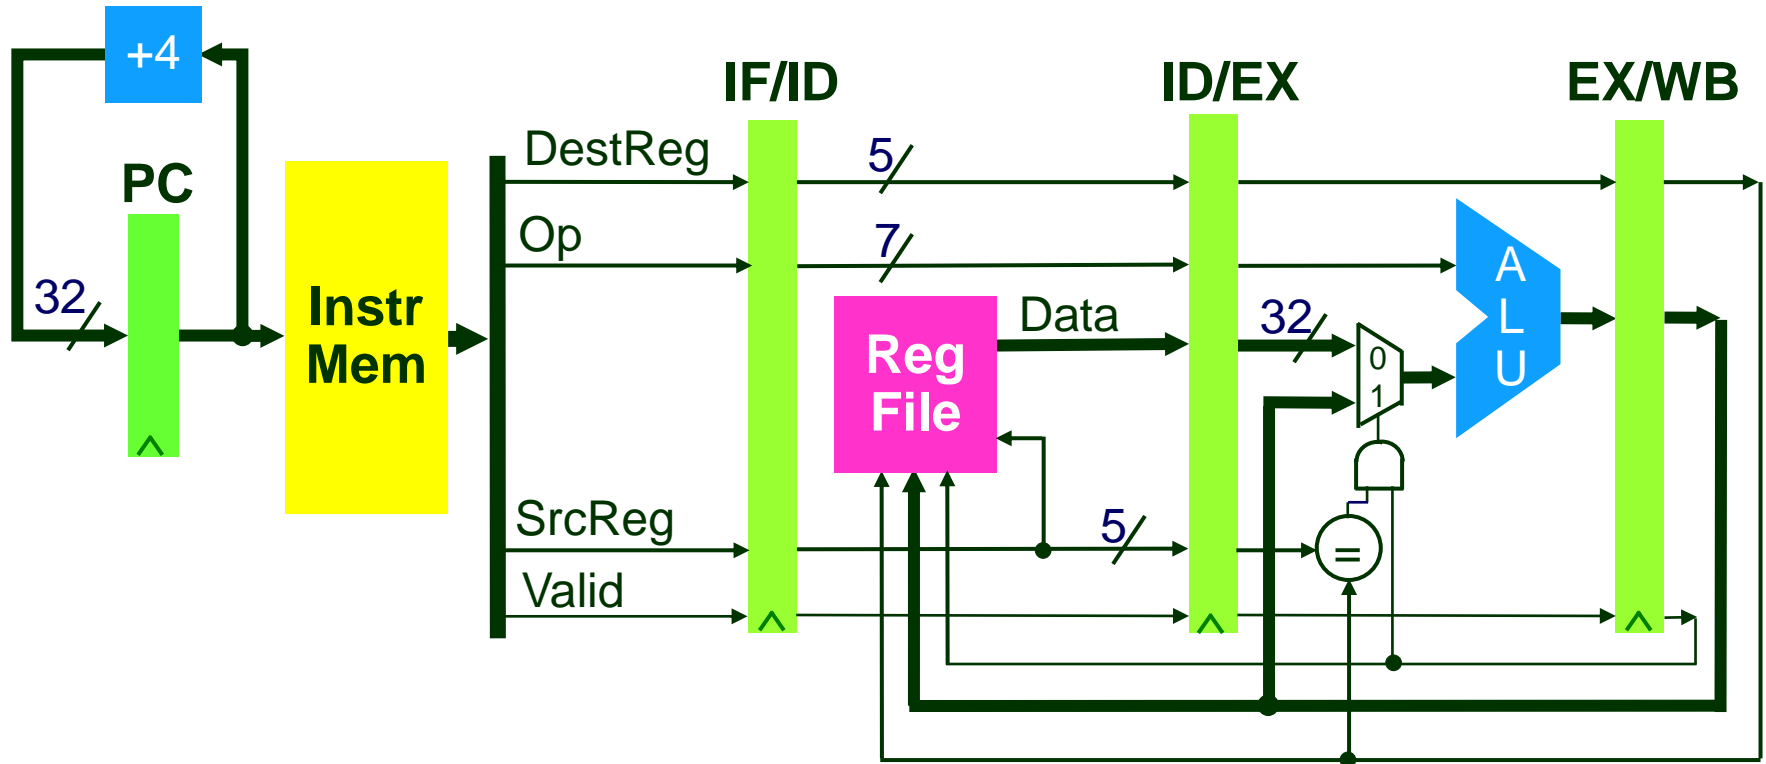 +4
IF/ID
ID/EX
EX/WB
DestReg
5
PC
Op
7
32
Instr
Mem
Reg
File
Data
32
0
1
A
L
U
SrcReg
5
=
Valid